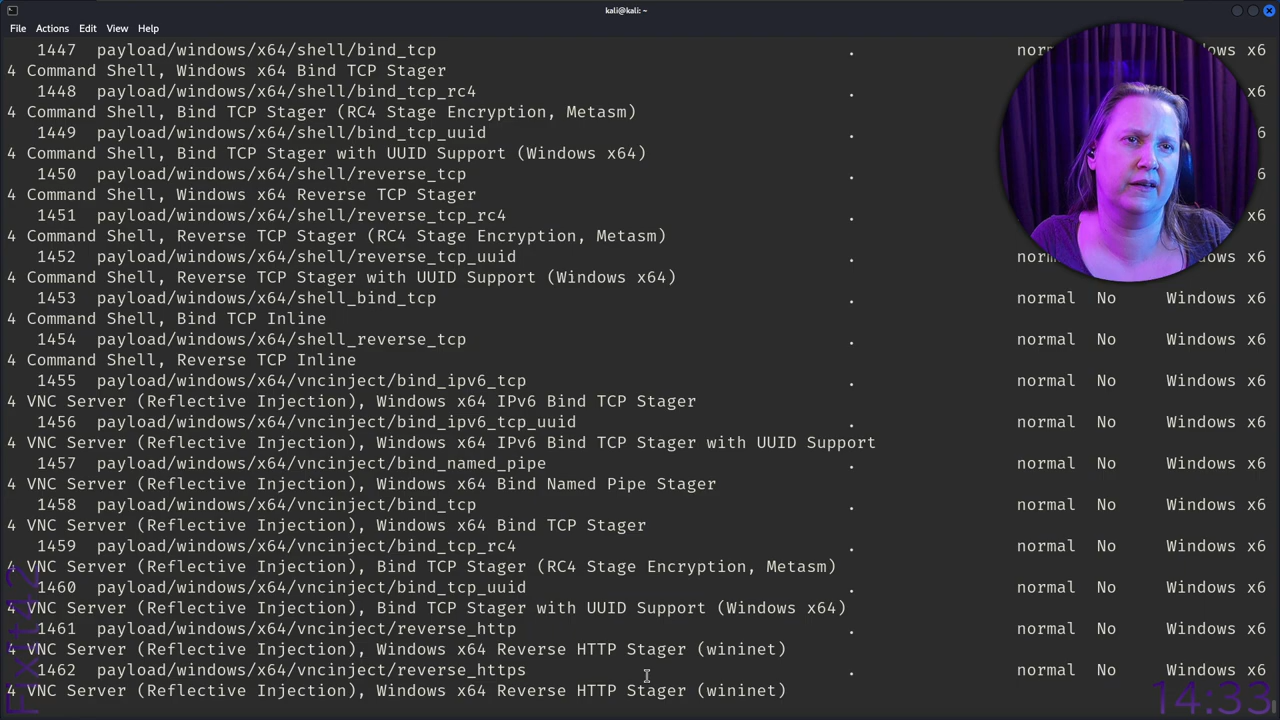 kali@kali: ~
File Actions Edit View Help
1447 payload/windows/x64/shell/bind_tcp . norm ows x6
4 Command Shell, Windows x64 Bind TCP Stager
1448 payload/windows/x64/shell/bind_tcp_rc4 . x6
4 Command Shell, Bind TCP Stager (RC4 Stage Encryption, Metasm)
1449 payload/windows/x64/shell/bind_tcp_uuid . 6
4 Command Shell, Bind TCP Stager with UUID Support (Windows x64)
1450 payload/windows/x64/shell/reverse_tcp . 6
4 Command Shell, Windows x64 Reverse TCP Stager
1451 payload/windows/x64/shell/reverse_tcp_rc4 . x6
4 Command Shell, Reverse TCP Stager (RC4 Stage Encryption, Metasm)
1452 payload/windows/x64/shell/reverse_tcp_uuid . norm ows x6
4 Command Shell, Reverse TCP Stager with UUID Support (Windows x64)
1453 payload/windows/x64/shell_bind_tcp . normal No Windows x6
4 Command Shell, Bind TCP Inline
1454 payload/windows/x64/shell_reverse_tcp . normal No Windows x6
4 Command Shell, Reverse TCP Inline
1455 payload/windows/x64/vncinject/bind_ipv6_tcp . normal No Windows x6
4 VNC Server (Reflective Injection), Windows x64 IPv6 Bind TCP Stager
1456 payload/windows/x64/vncinject/bind_ipv6_tcp_uuid . normal No Windows x6
4 VNC Server (Reflective Injection), Windows x64 IPv6 Bind TCP Stager with UUID Support
1457 payload/windows/x64/vncinject/bind_named_pipe . normal No Windows x6
4 VNC Server (Reflective Injection), Windows x64 Bind Named Pipe Stager
1458 payload/windows/x64/vncinject/bind_tcp . normal No Windows x6
4 VNC Server (Reflective Injection), Windows x64 Bind TCP Stager
1459 payload/windows/x64/vncinject/bind_tcp_rc4 . normal No Windows x6
4 VNC Server (Reflective Injection), Bind TCP Stager (RC4 Stage Encryption, Metasm)
1460 payload/windows/x64/vncinject/bind_tcp_uuid . normal No Windows x6
4 VNC Server (Reflective Injection), Bind TCP Stager with UUID Support (Windows x64)
1461 payload/windows/x64/vncinject/reverse_http . normal No Windows x6
4 VNC Server (Reflective Injection), Windows x64 Reverse HTTP Stager (wininet)
1462 payload/windows/x64/vncinject/reverse_https . normal No Windows x6
4 VNC Server (Reflective Injection), Windows x64 Reverse HTTP Stager (wininet)
FixIt42
14:33